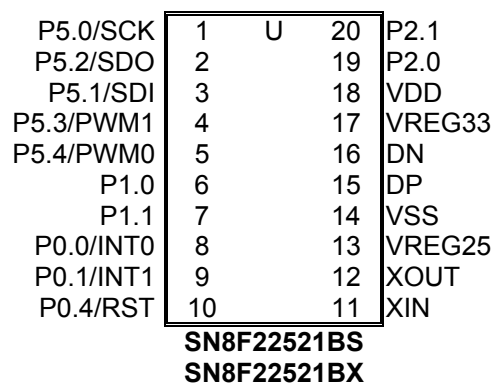 P5.0/SCK 1 U 20 P2.1
P5.2/SDO 2 19 P2.0
P5.1/SDI 3 18 VDD
P5.3/PWM1 4 17 VREG33
P5.4/PWM0 5 16 DN
P1.0 6 15 DP
P1.1 7 14 VSS
P0.0/INT0 8 13 VREG25
P0.1/INT1 9 12 XOUT
P0.4/RST 10 11 XIN
SN8F22521BS
SN8F22521BX